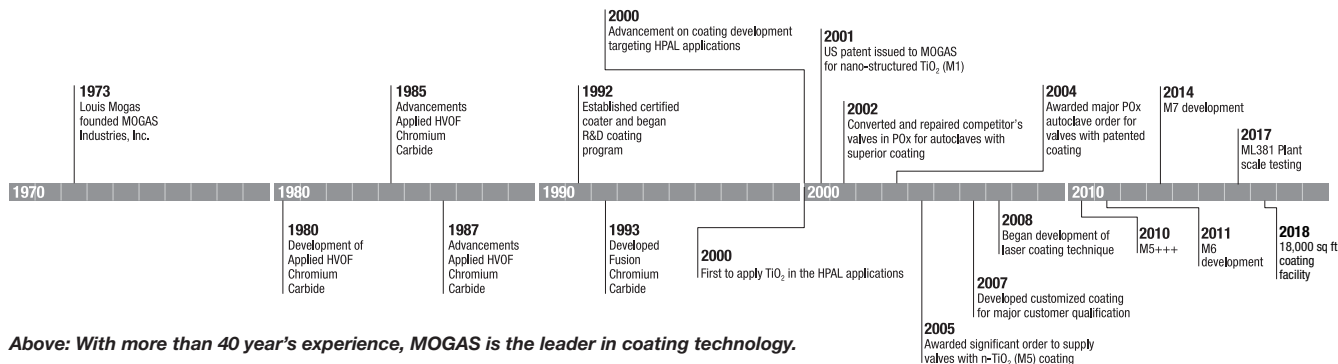 2000
Advancement on coating development
targeting HPAL applications
2001
US patent issued to MOGAS
for nano-structured TiO₂ (M1)
1973
Louis Mogas
founded MOGAS
Industries, Inc.
1985
Advancements
Applied HVOF
Chromium
Carbide
1992
Established certified
coater and began
R&D coating
program
2002
Converted and repaired competitor's
valves in POx for autoclaves with
superior coating
2004
Awarded major POx
autoclave order for
valves with patented
coating
2014
M7 development
2017
ML381 Plant
scale testing
1970
1980
1990
2000
2010
1980
Development of
Applied HVOF
Chromium
Carbide
1987
Advancements
Applied HVOF
Chromium
Carbide
1993
Developed
Fusion
Chromium
Carbide
2000
First to apply TiO₂ in the HPAL applications
2008
Began development of
laser coating technique
2010
M5+++
2011
M6
development
2018
18,000 sq ft
coating
facility
2007
Developed customized coating
for major customer qualification
2005
Awarded significant order to supply
valves with n-TiO₂ (M5) coating
Above: With more than 40 year's experience, MOGAS is the leader in coating technology.